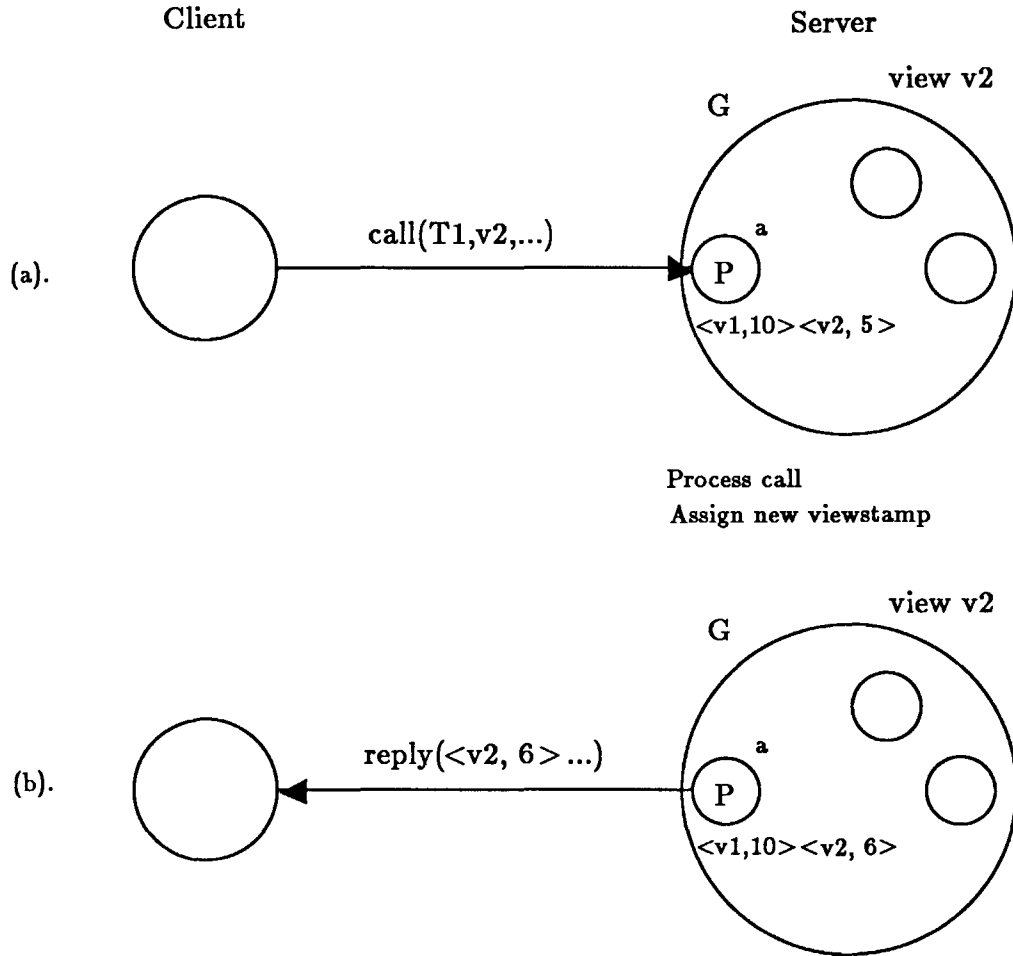 Client
Server
view v2
G
call(T1,v2,...)
a
(a).
P
<v1,10><v2, 5>
Process call
Assign new viewstamp
view v2
G
reply(<v2, 6>...)
a
(b).
P
<v1,10><v2, 6>